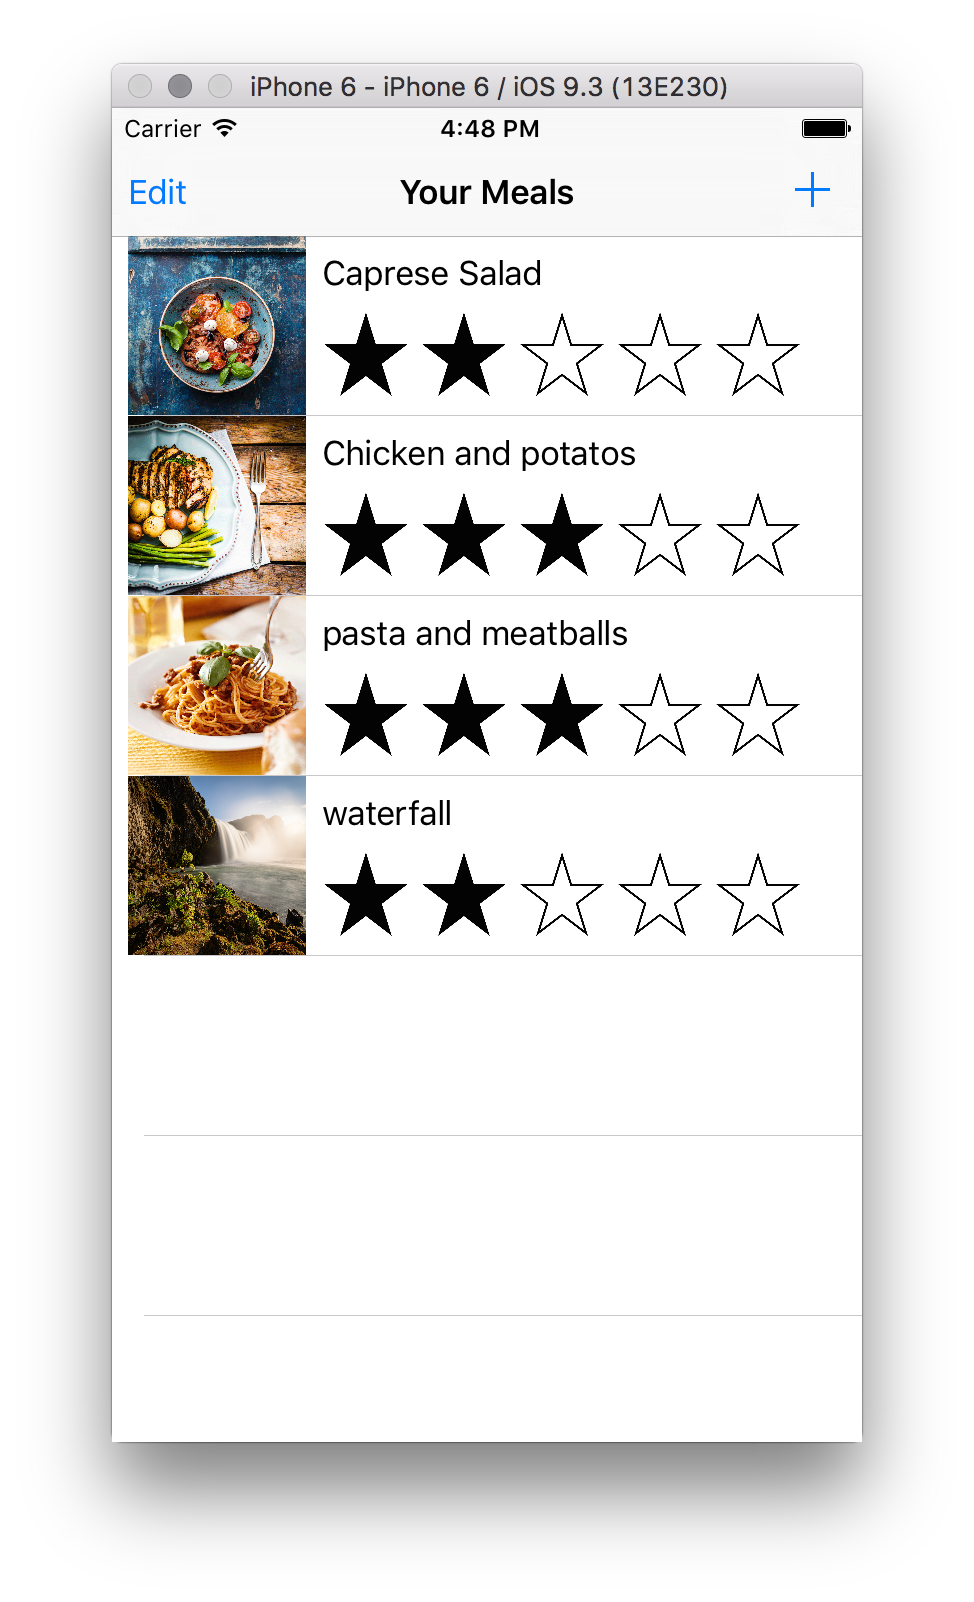 iPhone 6 - iPhone 6 / iOS 9.3 (13E230)
Carrier 4:48 PM
Edit Your Meals
Caprese Salad
Chicken and potatos
pasta and meatballs
waterfall